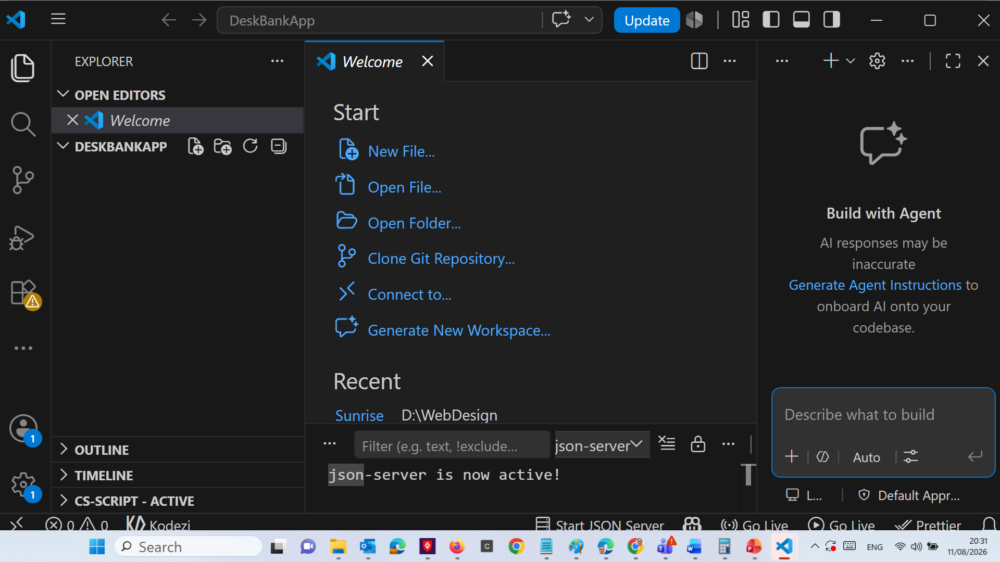 DeskBankApp
Update
EXPLORER
OPEN EDITORS
Welcome
DESKBANKAPP
OUTLINE
TIMELINE
CS-SCRIPT - ACTIVE
Welcome
Start
New File...
Open File...
Open Folder...
Clone Git Repository...
Connect to...
Generate New Workspace...
Recent
Sunrise D:\WebDesign
Filter (e.g. text, !exclude...
json-server
json-server is now active!
Build with Agent
AI responses may be
inaccurate
Generate Agent Instructions to
onboard AI onto your
codebase.
Describe what to build
Auto
L...
Default Appr...
1
1
0 0 Kodezi
Start JSON Server
Go Live
Go Live
Prettier
Search
ENG
20:31
11/08/2026